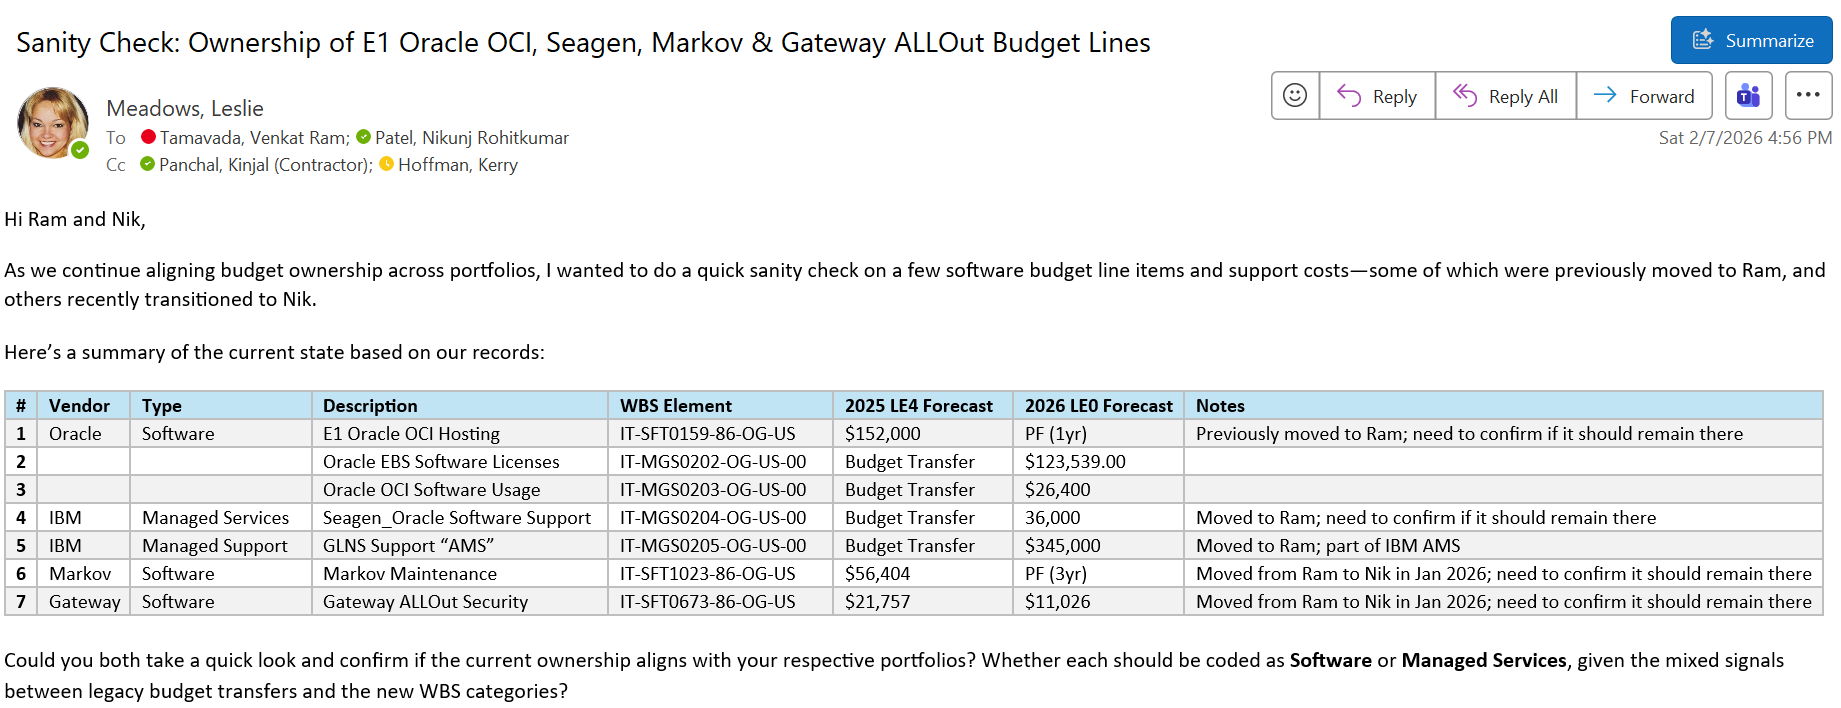 Sanity Check: Ownership of E1 Oracle OCI, Seagen, Markov & Gateway ALLOut Budget Lines
Summarize
Meadows, Leslie
Reply
Reply All
Forward
To Tamavada, Venkat Ram; Patel, Nikunj Rohitkumar
Sat 2/7/2026 4:56 PM
Cc Panchal, Kinjal (Contractor); Hoffman, Kerry
Hi Ram and Nik,
As we continue aligning budget ownership across portfolios, I wanted to do a quick sanity check on a few software budget line items and support costs—some of which were previously moved to Ram, and
others recently transitioned to Nik.
Here’s a summary of the current state based on our records:
# Vendor Type Description WBS Element 2025 LE4 Forecast 2026 LE0 Forecast Notes
1 Oracle Software E1 Oracle OCI Hosting IT-SFT0159-86-OG-US $152,000 PF (1yr) Previously moved to Ram; need to confirm if it should remain there
2 Oracle EBS Software Licenses IT-MGS0202-OG-US-00 Budget Transfer $123,539.00
3 Oracle OCI Software Usage IT-MGS0203-OG-US-00 Budget Transfer $26,400
4 IBM Managed Services Seagen_Oracle Software Support IT-MGS0204-OG-US-00 Budget Transfer 36,000 Moved to Ram; need to confirm if it should remain there
5 IBM Managed Support GLNS Support “AMS” IT-MGS0205-OG-US-00 Budget Transfer $345,000 Moved to Ram; part of IBM AMS
6 Markov Software Markov Maintenance IT-SFT1023-86-OG-US $56,404 PF (3yr) Moved from Ram to Nik in Jan 2026; need to confirm it should remain there
7 Gateway Software Gateway ALLOut Security IT-SFT0673-86-OG-US $21,757 $11,026 Moved from Ram to Nik in Jan 2026; need to confirm it should remain there
Could you both take a quick look and confirm if the current ownership aligns with your respective portfolios? Whether each should be coded as Software or Managed Services, given the mixed signals
between legacy budget transfers and the new WBS categories?